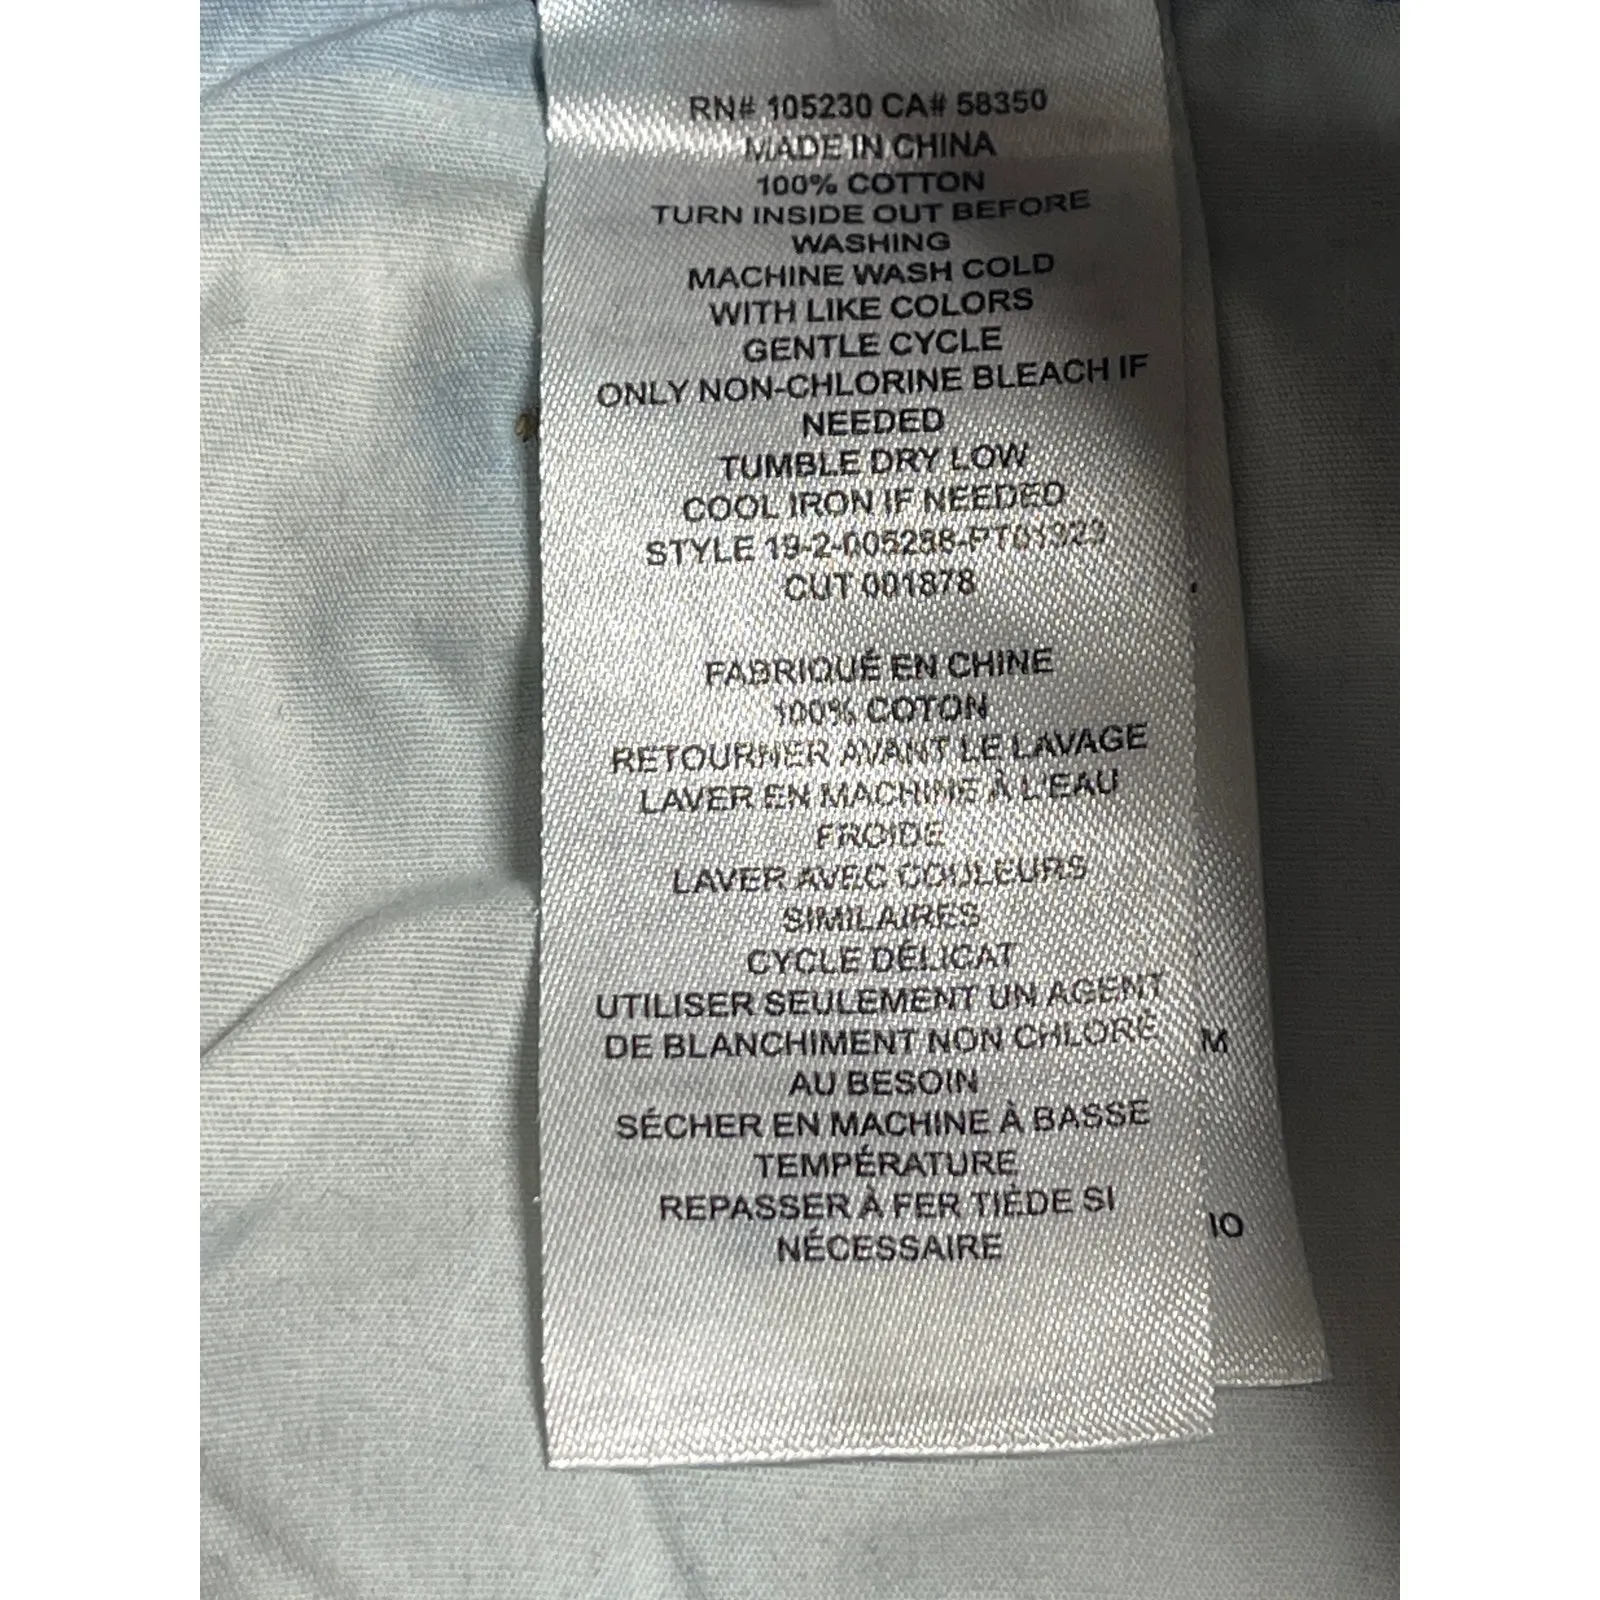 RN# 105230 CA# 58350
MADE IN CHINA
100% COTTON
TURN INSIDE OUT BEFORE
WASHING
MACHINE WASH COLD
WITH LIKE COLORS
GENTLE CYCLE
ONLY NON-CHLORINE BLEACH IF
NEEDED
TUMBLE DRY LOW
COOL IRON IF NEEDED
STYLE
CUT 001878
FABRIQUÉ EN CHINE
100% COTON
RETOURNER AVANT LE LAVAGE
LAVER EN MACHINE À L'EAU
FROIDE
LAVER AVEC COULEURS
SIMILAIRES
CYCLE DÉLICAT
UTILISER SEULEMENT UN AGENT
DE BLANCHIMENT NON CHLORÉ
AU BESOIN
SÉCHER EN MACHINE À BASSE
TEMPÉRATURE
REPASSER À FER TIÈDE SI
NÉCESSAIRE